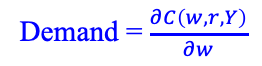 Demand = ∂C(w,r,Y) / ∂w